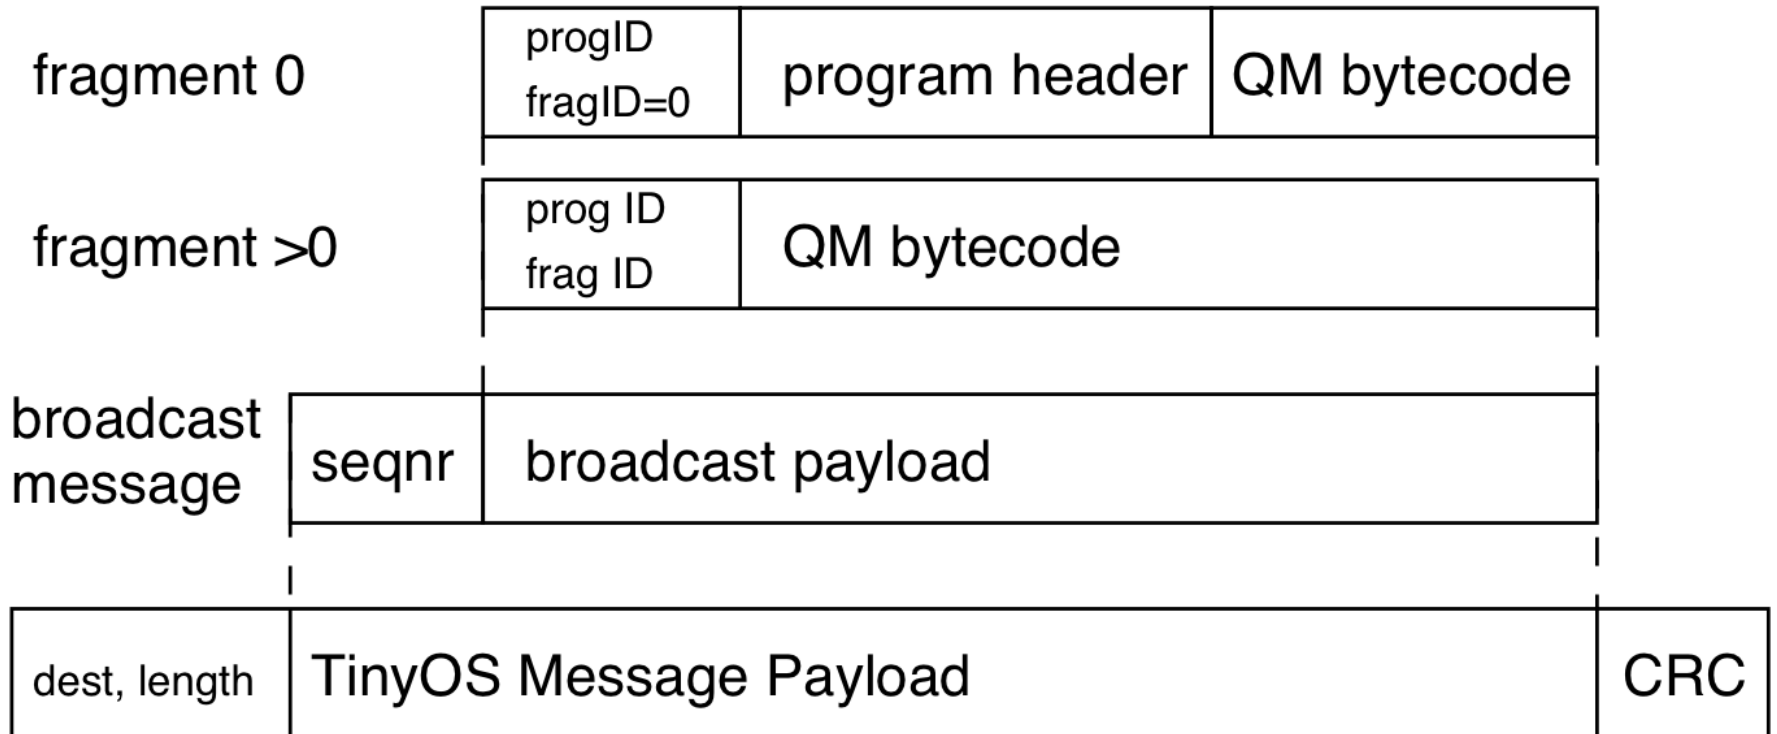 fragment 0
progID
fragID=0
program header
QM bytecode
fragment >0
prog ID
frag ID
QM bytecode
broadcast
message
seqnr
broadcast payload
dest, length
TinyOS Message Payload
CRC